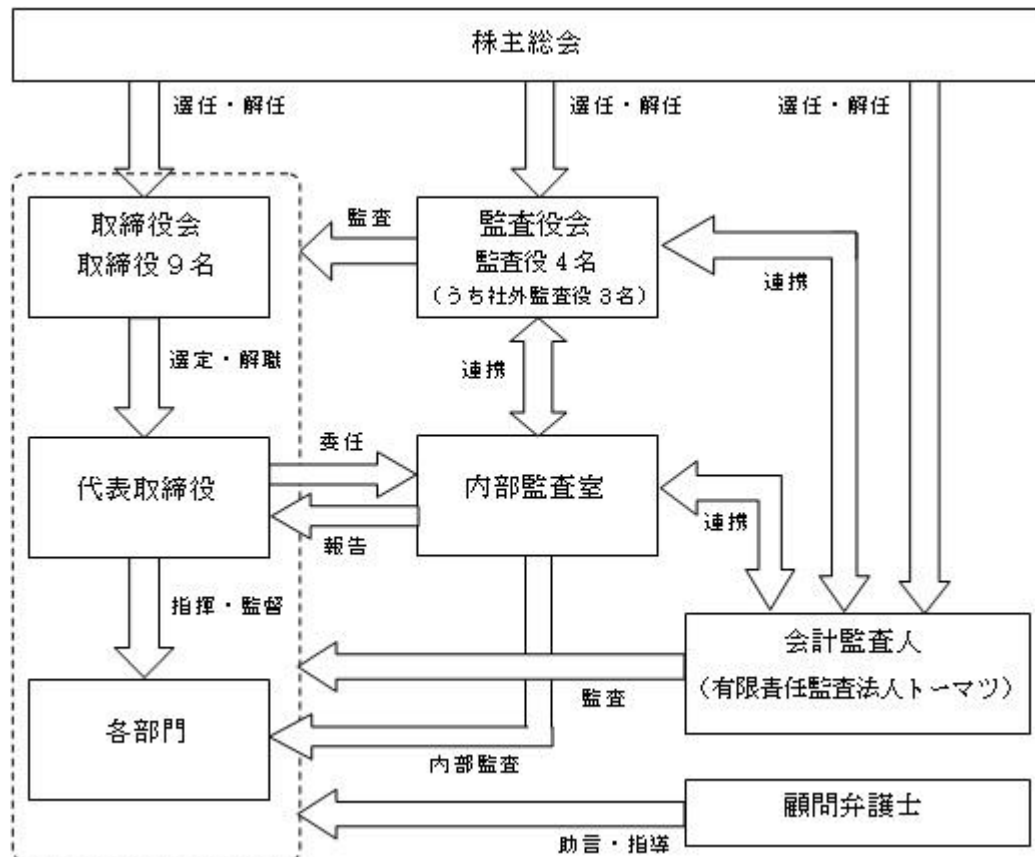 株主総会
選任・解任
選任・解任
選任・解任
取締役会
取締役９名
監査
監査役会
監査役４名
（うち社外監査役３名）
連携
選定・解職
連携
代表取締役
委任
報告
内部監査室
連携
指揮・監督
会計監査人
（有限責任監査法人トーマツ）
監査
各部門
内部監査
顧問弁護士
助言・指導